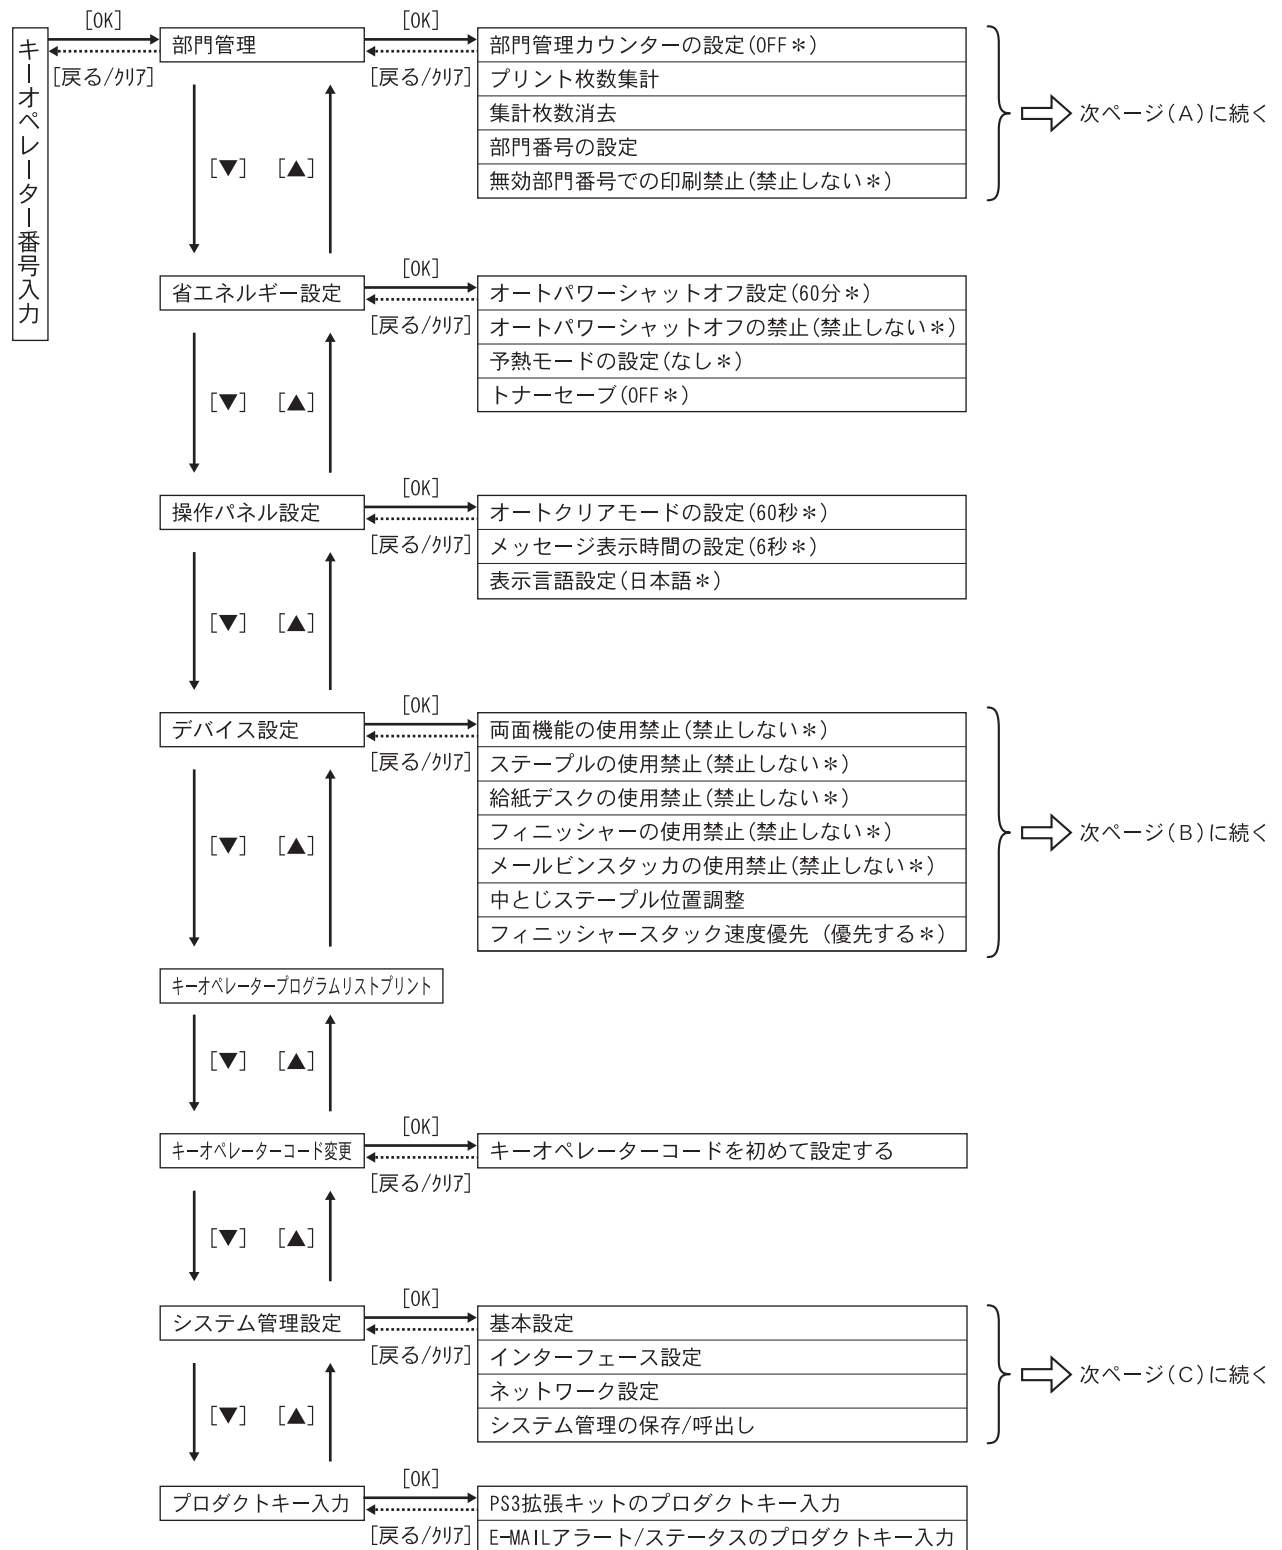 キーオペレーター番号入力
[OK]
[戻る/クリア]
部門管理
[OK]
[戻る/クリア]
部門管理カウンターの設定(OFF＊)
プリント枚数集計
集計枚数消去
部門番号の設定
無効部門番号での印刷禁止(禁止しない＊)
次ページ(A)に続く
[▼] [▲]
省エネルギー設定
[OK]
[戻る/クリア]
オートパワーシャットオフ設定(60分＊)
オートパワーシャットオフの禁止(禁止しない＊)
予熱モードの設定(なし＊)
トナーセーブ(OFF＊)
[▼] [▲]
操作パネル設定
[OK]
[戻る/クリア]
オートクリアモードの設定(60秒＊)
メッセージ表示時間の設定(6秒＊)
表示言語設定(日本語＊)
[▼] [▲]
デバイス設定
[OK]
[戻る/クリア]
両面機能の使用禁止(禁止しない＊)
ステープルの使用禁止(禁止しない＊)
給紙デスクの使用禁止(禁止しない＊)
フィニッシャーの使用禁止(禁止しない＊)
メールビンスタッカの使用禁止(禁止しない＊)
中とじステープル位置調整
フィニッシャースタック速度優先 (優先する＊)
次ページ(B)に続く
[▼] [▲]
キーオペレータープログラムリストプリント
[▼] [▲]
キーオペレーターコード変更
[OK]
[戻る/クリア]
キーオペレーターコードを初めて設定する
[▼] [▲]
システム管理設定
[OK]
[戻る/クリア]
基本設定
インターフェース設定
ネットワーク設定
システム管理の保存/呼出し
次ページ(C)に続く
[▼] [▲]
プロダクトキー入力
[OK]
[戻る/クリア]
PS3拡張キットのプロダクトキー入力
E-MAILアラート/ステータスのプロダクトキー入力